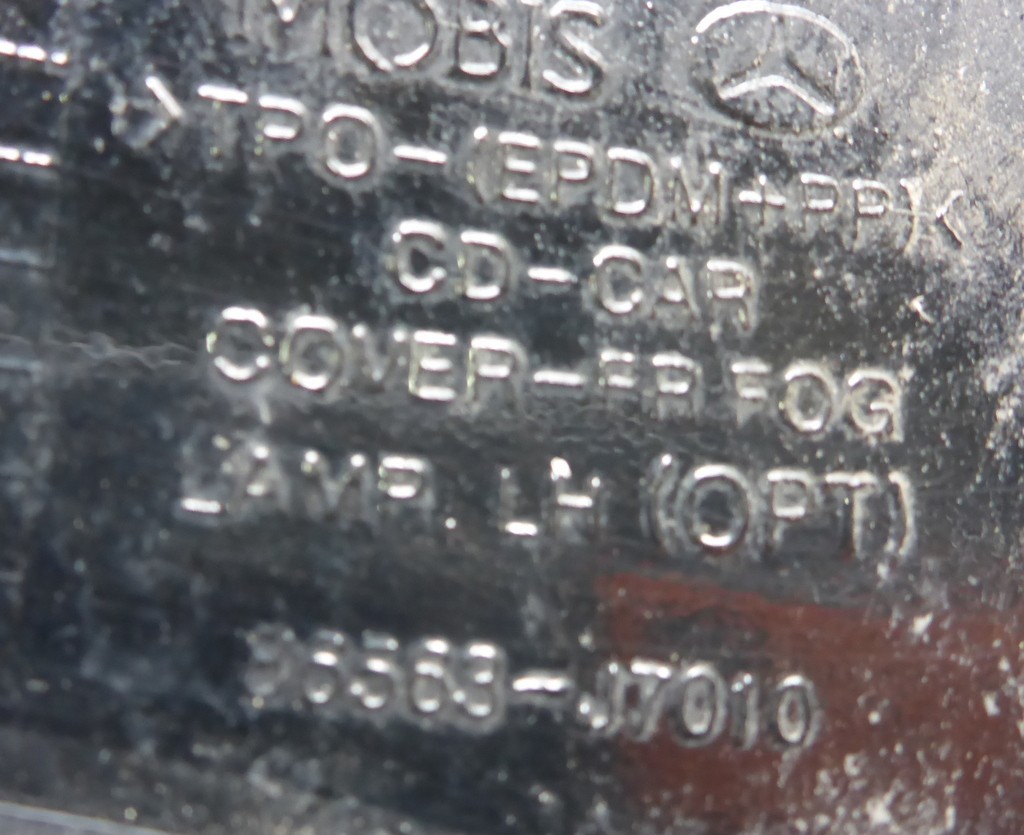 MOBIS
>TPO-(EPDM+PP)<
CD-CAR
COVER-FR FOG
LAMP, LH (OPT)
86563-J7010